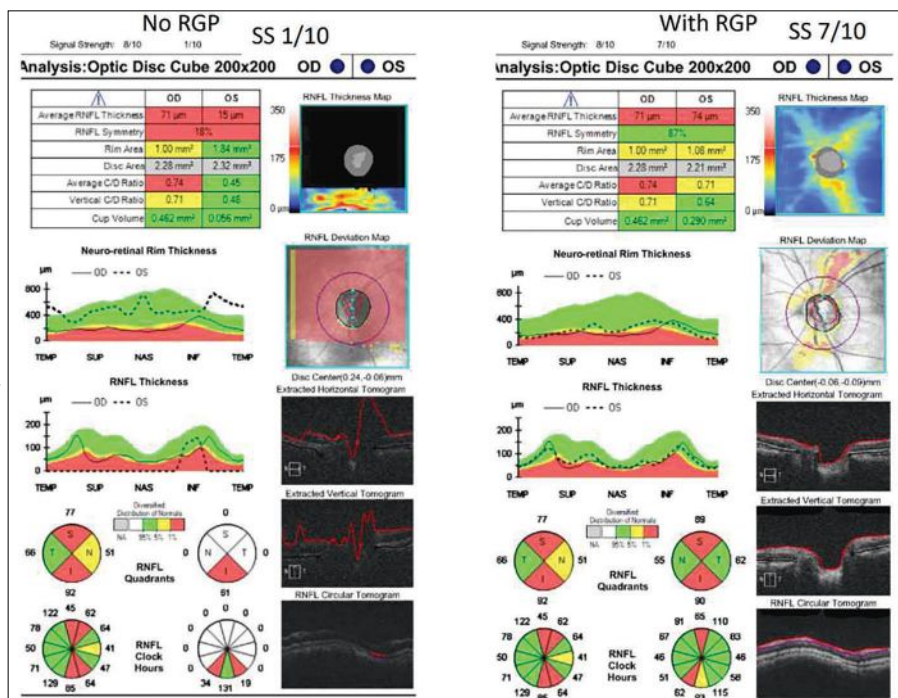 No RGP
SS 1/10
Signal Strength: 8/10 1/10
Analysis:Optic Disc Cube 200x200 OD OS
OD OS
Average RNFL Thickness 71 µm 15 µm
RNFL Symmetry 18%
Rim Area 1.00 mm² 1.84 mm²
Disc Area 2.28 mm² 2.32 mm²
Average C/D Ratio 0.74 0.45
Vertical C/D Ratio 0.71 0.48
Cup Volume 0.462 mm³ 0.056 mm³
RNFL Thickness Map
350
175
0 µm
Neuro-retinal Rim Thickness
µm
OD OS
800
400
0
TEMP SUP NAS INF TEMP
RNFL Deviation Map
Disc Center(0.24,-0.06)mm
Extracted Horizontal Tomogram
RNFL Thickness
µm
OD OS
200
100
0
TEMP SUP NAS INF TEMP
Extracted Vertical Tomogram
Diversified
Distribution of Normals
NA 95% 5% 1%
77
S
66 T N 51
I
92
RNFL
Quadrants
0
S
0 N T 0
I
61
RNFL Circular Tomogram
45
122 62
78 64
50 41
71 47
129 64
85
RNFL
Clock
Hours
0
0 0
0 0
0 0
0 0
34 19
131
With RGP
SS 7/10
Signal Strength: 8/10 7/10
Analysis:Optic Disc Cube 200x200 OD OS
OD OS
Average RNFL Thickness 71 µm 74 µm
RNFL Symmetry 87%
Rim Area 1.00 mm² 1.08 mm²
Disc Area 2.28 mm² 2.21 mm²
Average C/D Ratio 0.74 0.71
Vertical C/D Ratio 0.71 0.64
Cup Volume 0.462 mm³ 0.290 mm³
RNFL Thickness Map
350
175
0 µm
Neuro-retinal Rim Thickness
µm
OD OS
800
400
0
TEMP SUP NAS INF TEMP
RNFL Deviation Map
Disc Center(-0.06,-0.09)mm
Extracted Horizontal Tomogram
RNFL Thickness
µm
OD OS
200
100
0
TEMP SUP NAS INF TEMP
Extracted Vertical Tomogram
Diversified
Distribution of Normals
NA 95% 5% 1%
77
S
66 T N 51
I
92
RNFL
Quadrants
89
S
55 N T 62
I
90
RNFL Circular Tomogram
45
122 62
78 64
50 41
71 47
129 64
85
RNFL
Clock
Hours
65
91 110
67 83
46 46
51 58
62 115
93